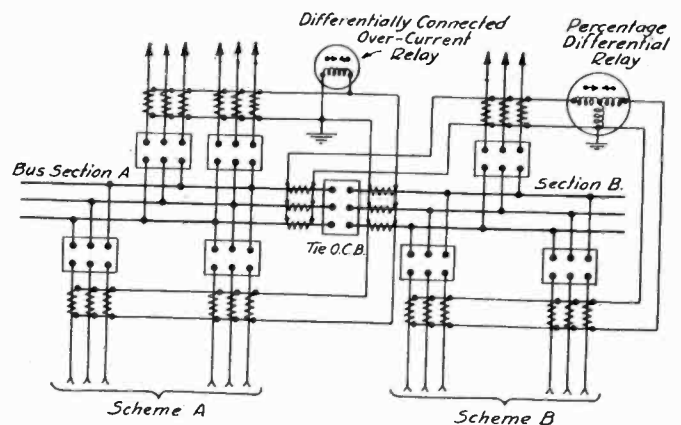 Differentially Connected
Over-Current
Relay
Percentage
Differential
Relay
Bus Section A
Section B.
Tie O.C.B.
Scheme A
Scheme B